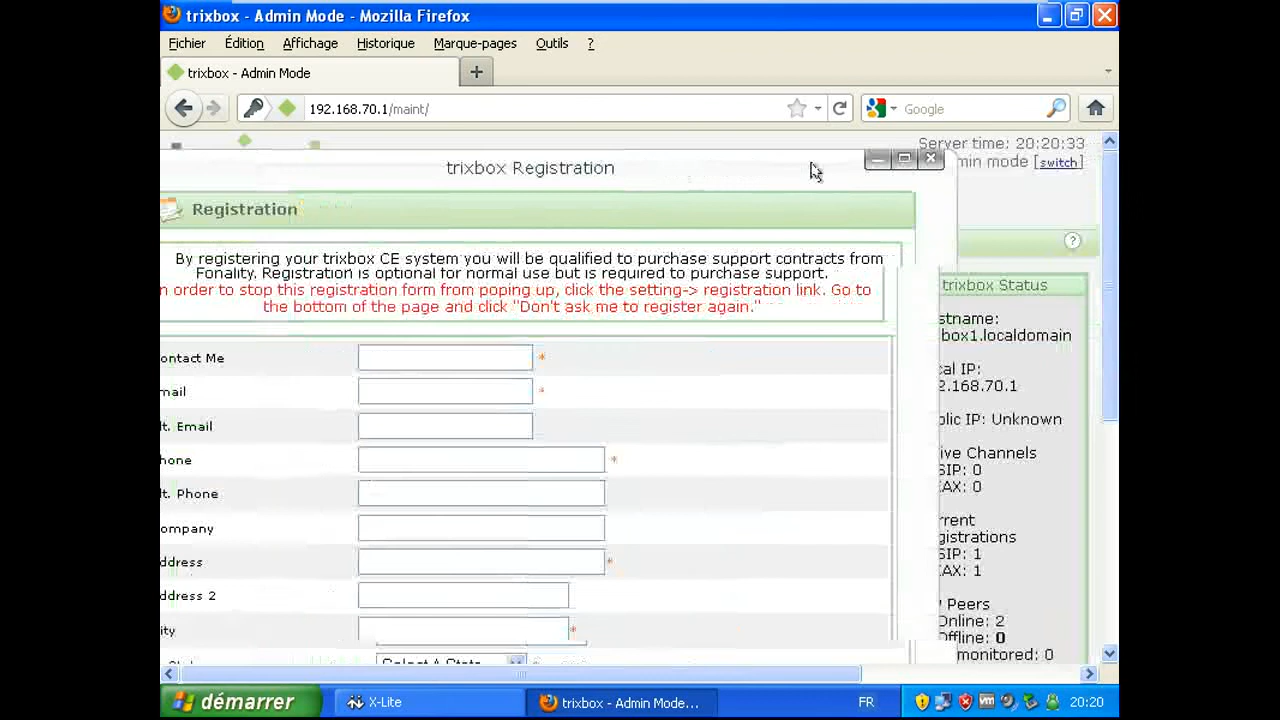 trixbox - Admin Mode - Mozilla Firefox
Fichier Édition Affichage Historique Marque-pages Outils ?
trixbox - Admin Mode
192.168.70.1/maint/
Google
Server time: 20:20:33
min mode [switch]
trixbox Registration
Registration
By registering your trixbox CE system you will be qualified to purchase support contracts from
Fonality. Registration is optional for normal use but is required to purchase support.
n order to stop this registration form from poping up, click the setting-> registration link. Go to
the bottom of the page and click "Don't ask me to register again."
ontact Me *
mail *
lt. Email
hone *
lt. Phone
ompany
ddress *
ddress 2
ity *
Select A State
trixbox Status
stname:
box1.localdomain
cal IP:
2.168.70.1
blic IP: Unknown
ive Channels
SIP: 0
IAX: 0
rrent
gistrations
SIP: 1
IAX: 1
Peers
Online: 2
Offline: 0
monitored: 0
démarrer
X-Lite
trixbox - Admin Mode...
FR
20:20